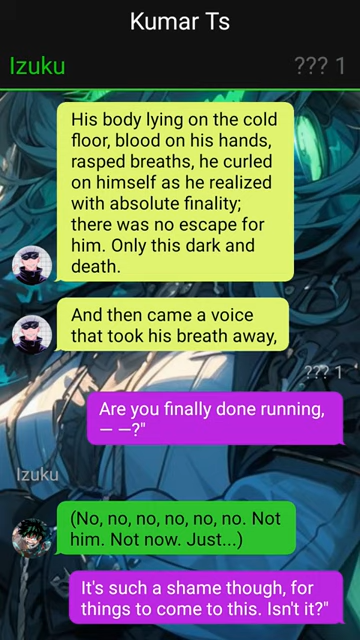 Kumar Ts
Izuku
??? 1
His body lying on the cold
floor, blood on his hands,
rasped breaths, he curled
on himself as he realized
with absolute finality;
there was no escape for
him. Only this dark and
death.
And then came a voice
that took his breath away,
??? 1
Are you finally done running,
— —?"
Izuku
(No, no, no, no, no, no. Not
him. Not now. Just...)
It's such a shame though, for
things to come to this. Isn't it?"